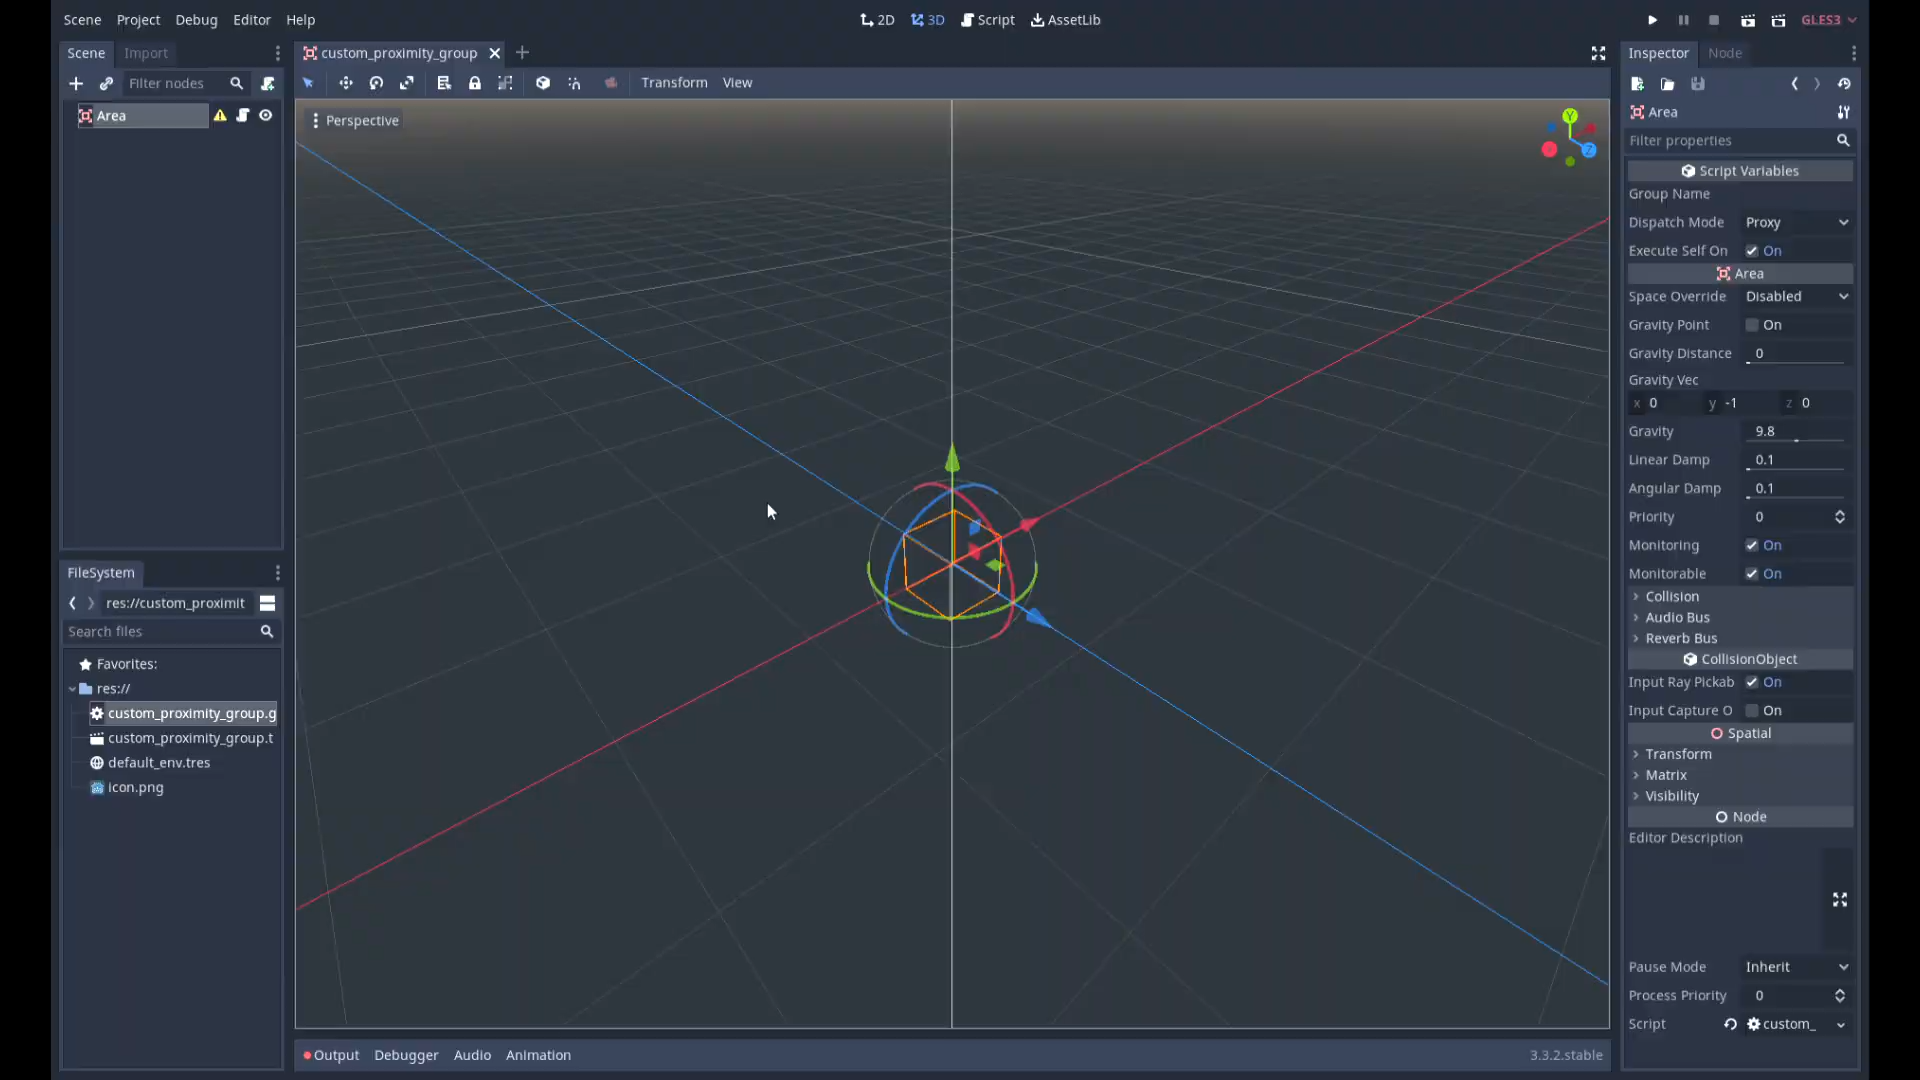 Scene Project Debug Editor Help
2D 3D Script AssetLib
GLES3
Scene Import
custom_proximity_group
Inspector Node
Filter nodes
Transform View
Area
Perspective
Y
Z
Area
Filter properties
Script Variables
Group Name
Dispatch Mode Proxy
Execute Self On On
Area
Space Override Disabled
Gravity Point On
Gravity Distance 0
Gravity Vec
x 0 y -1 z 0
Gravity 9.8
Linear Damp 0.1
Angular Damp 0.1
Priority 0
Monitoring On
Monitorable On
Collision
Audio Bus
Reverb Bus
CollisionObject
Input Ray Pickab On
Input Capture O On
Spatial
Transform
Matrix
Visibility
Node
Editor Description
Pause Mode Inherit
Process Priority 0
Script custom_
FileSystem
res://custom_proximit
Search files
Favorites:
res://
custom_proximity_group.g
custom_proximity_group.t
default_env.tres
icon.png
Output Debugger Audio Animation
3.3.2.stable